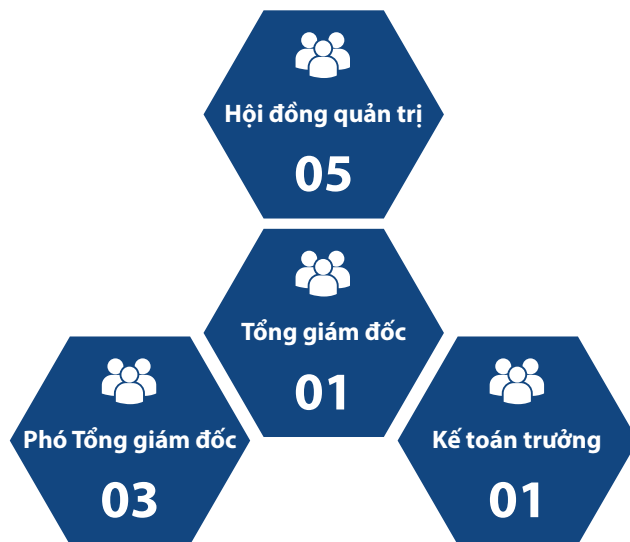 Hội đồng quản trị
05
Tổng giám đốc
01
Phó Tổng giám đốc
03
Kế toán trưởng
01